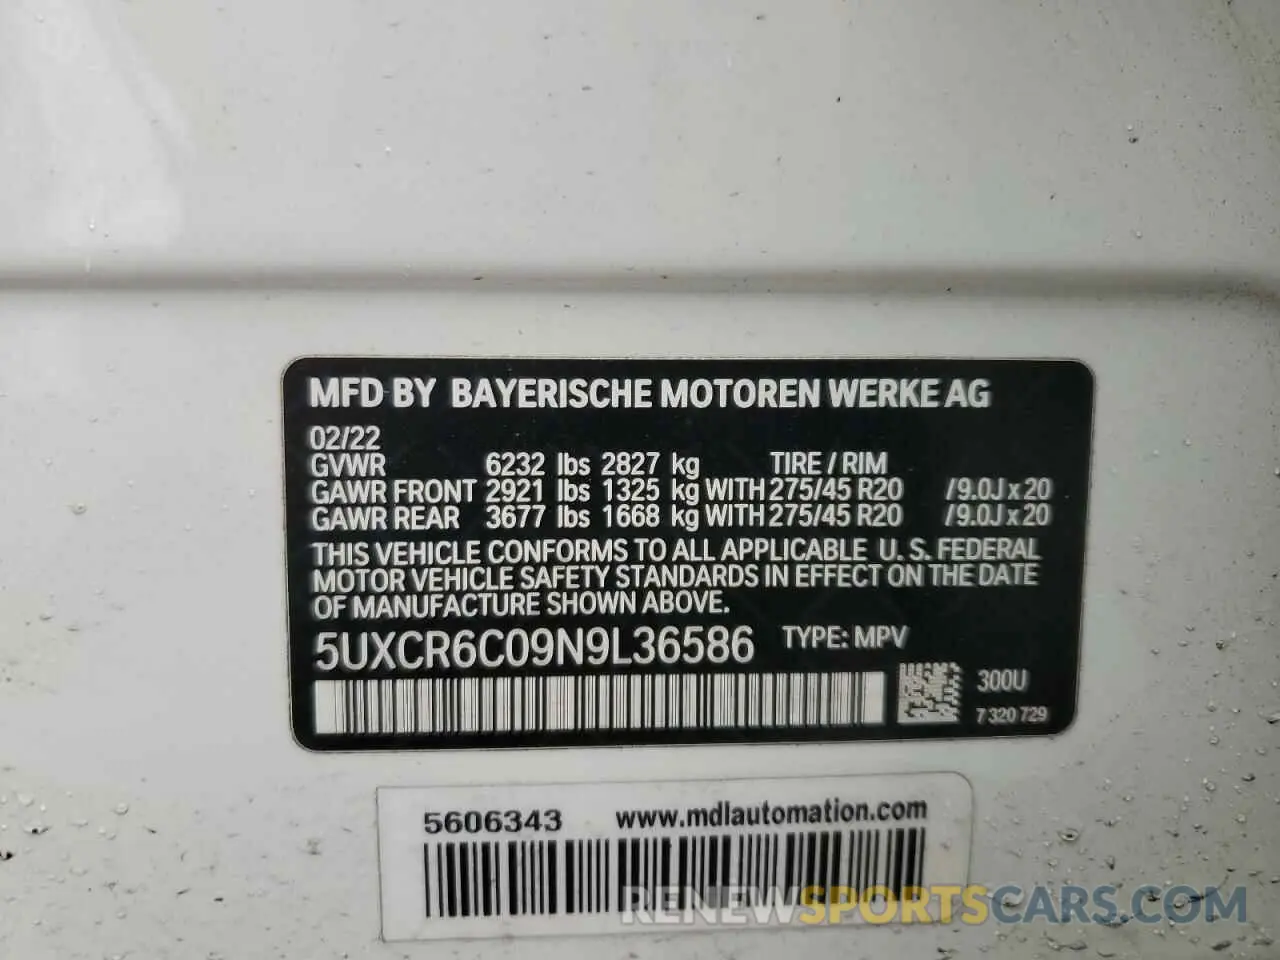 MFD BY BAYERISCHE MOTOREN WERKE AG
02/22
GVWR 6232 lbs 2827 kg TIRE / RIM
GAWR FRONT 2921 lbs 1325 kg WITH 275/45 R20 /9.0J x 20
GAWR REAR 3677 lbs 1668 kg WITH 275/45 R20 /9.0J x 20
THIS VEHICLE CONFORMS TO ALL APPLICABLE U. S. FEDERAL
MOTOR VEHICLE SAFETY STANDARDS IN EFFECT ON THE DATE
OF MANUFACTURE SHOWN ABOVE.
5UXCR6C09N9L36586 TYPE: MPV
300U
7 320 729
5606343 www.mdlautomation.com
RENEWSPORTSCARS.COM